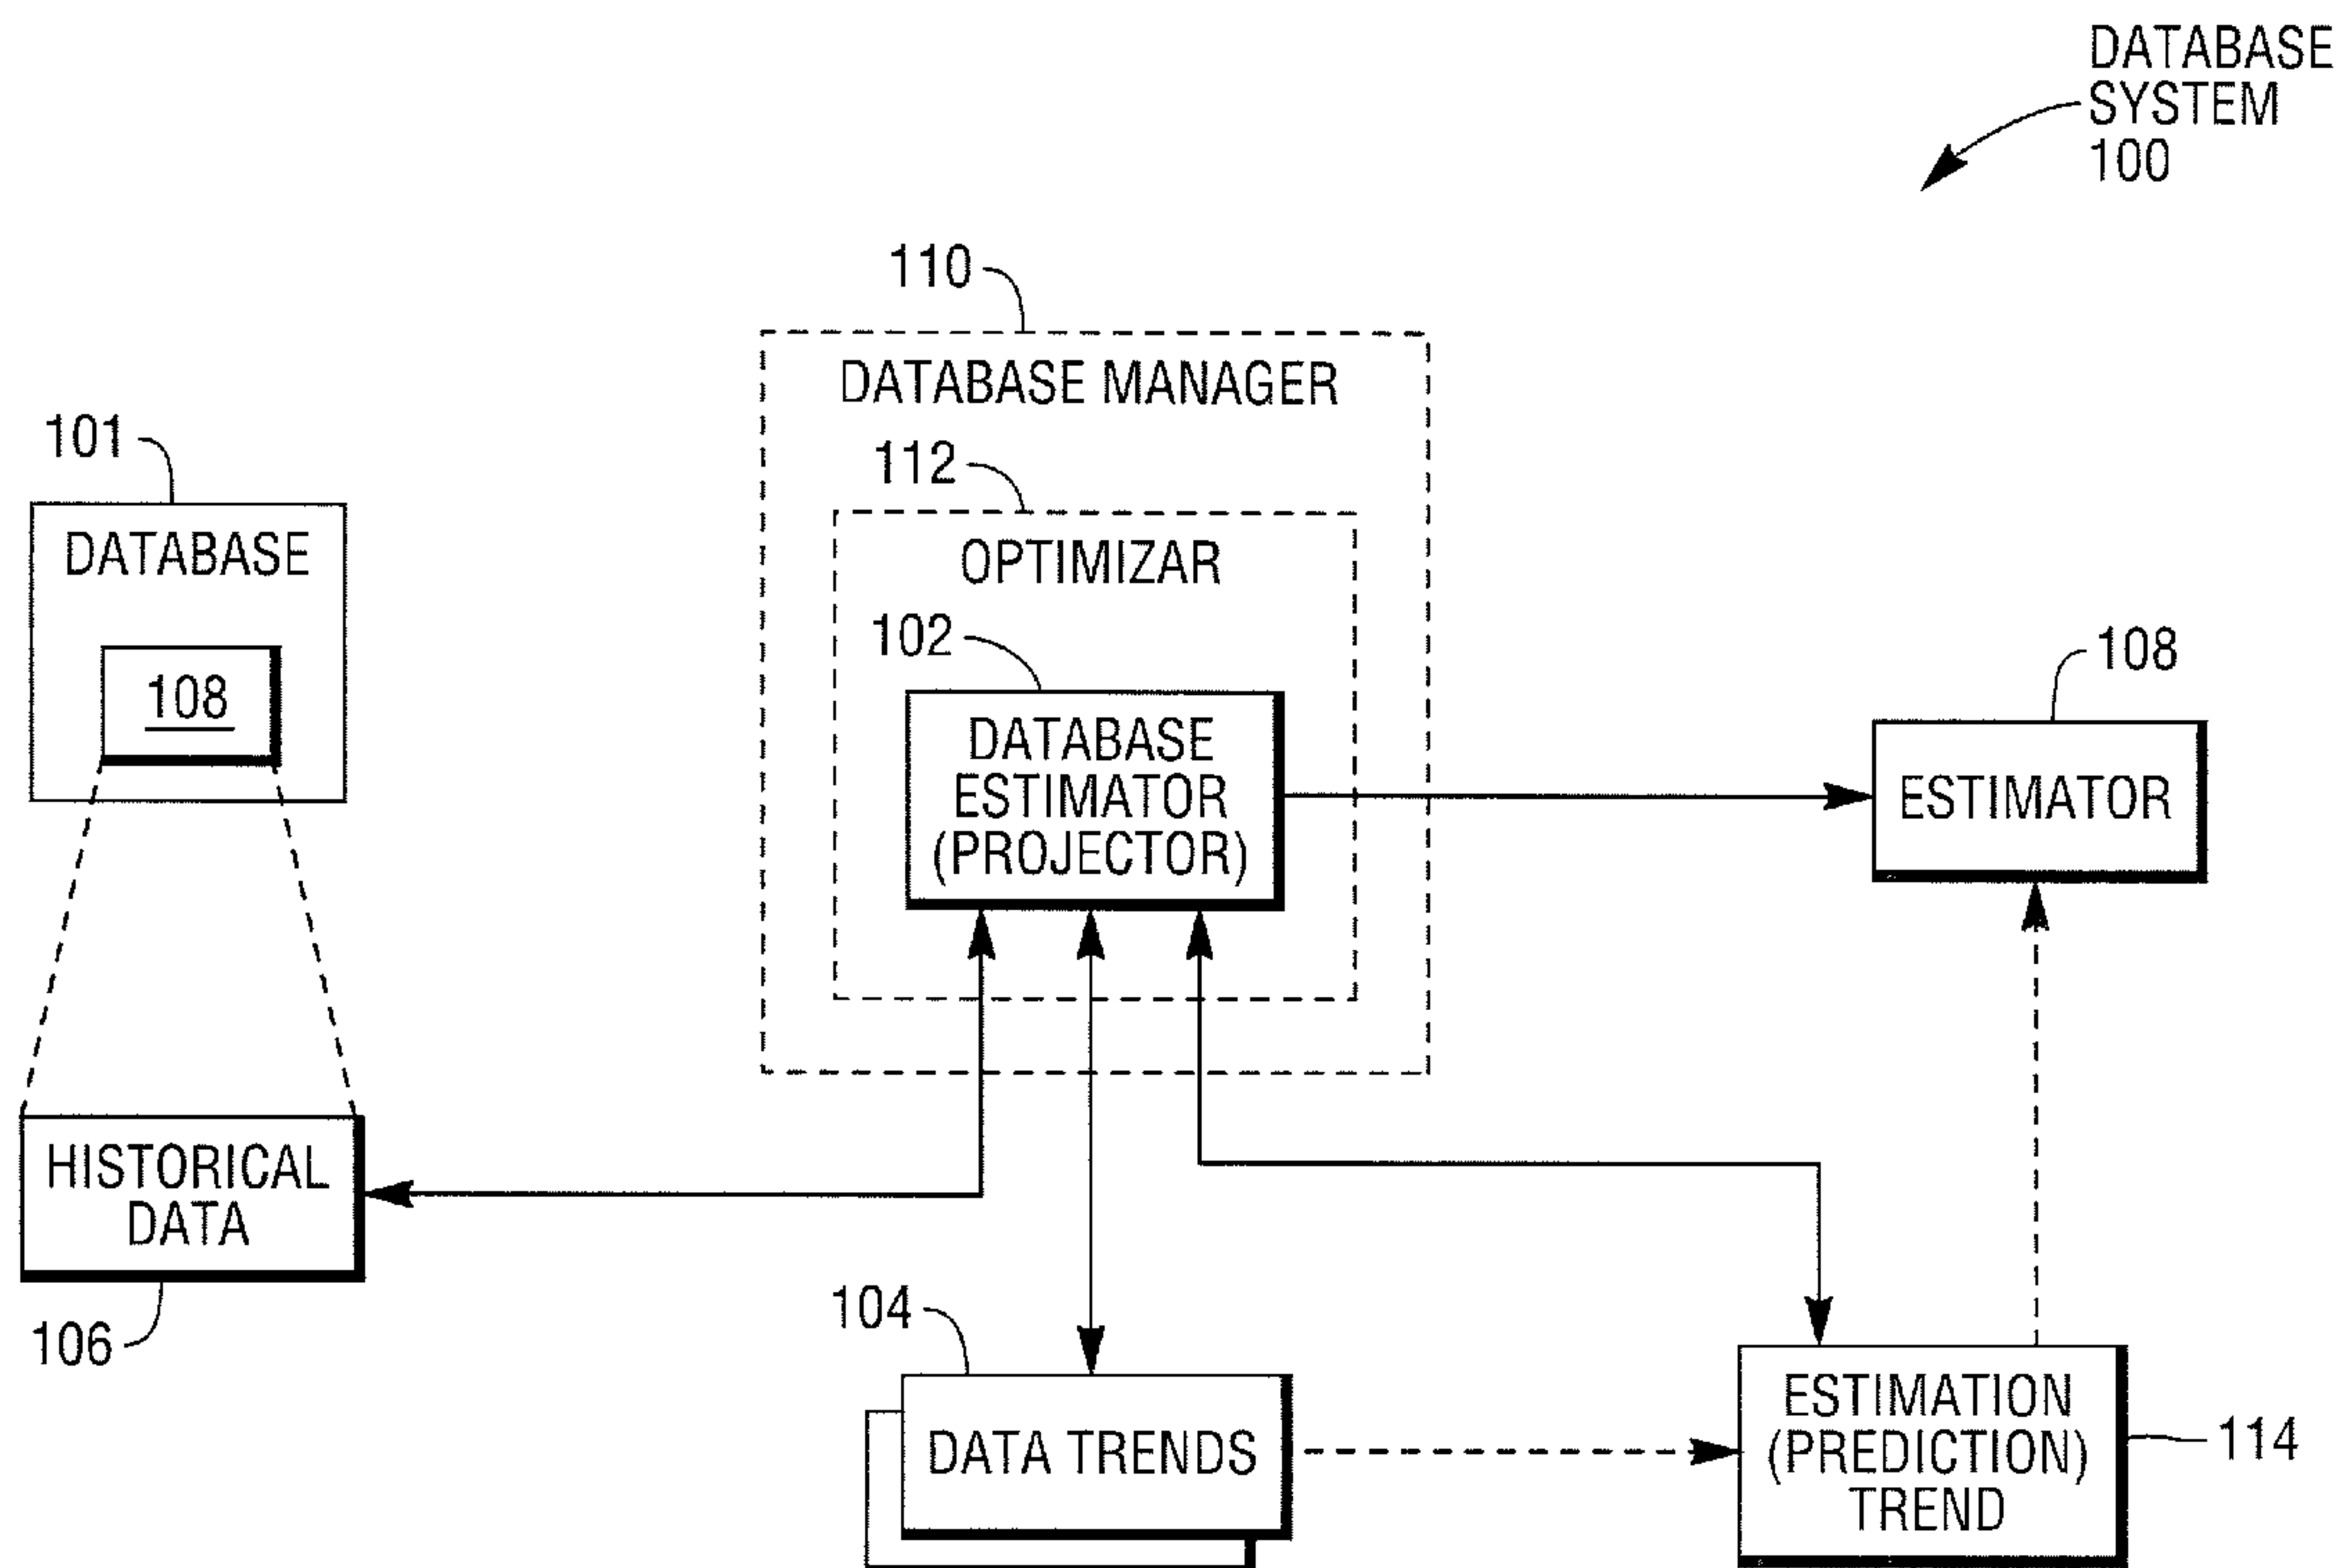 DATABASE
SYSTEM
100
110
DATABASE MANAGER
101
112
DATABASE
OPTIMIZAR
102
108
108
DATABASE
ESTIMATOR
(PROJECTOR)
ESTIMATOR
HISTORICAL
DATA
106
104
DATA TRENDS
ESTIMATION
(PREDICTION)
TREND
114